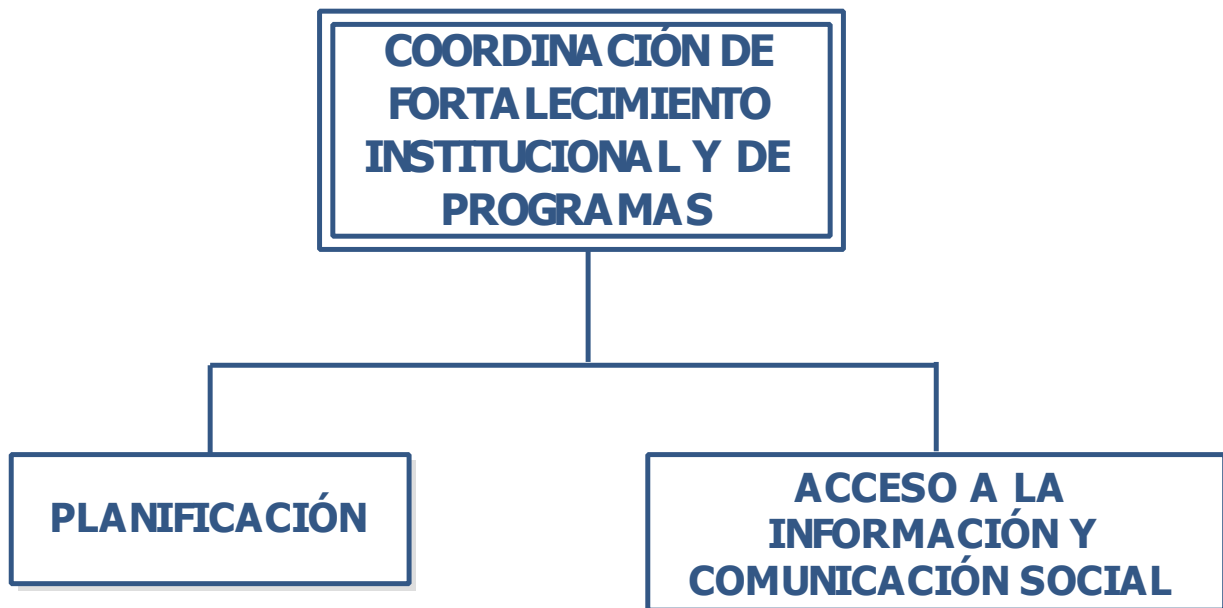 COORDINACIÓN DE
FORTALECIMIENTO
INSTITUCIONAL Y DE
PROGRAMAS
PLANIFICACIÓN
ACCESO A LA
INFORMACIÓN Y
COMUNICACIÓN SOCIAL